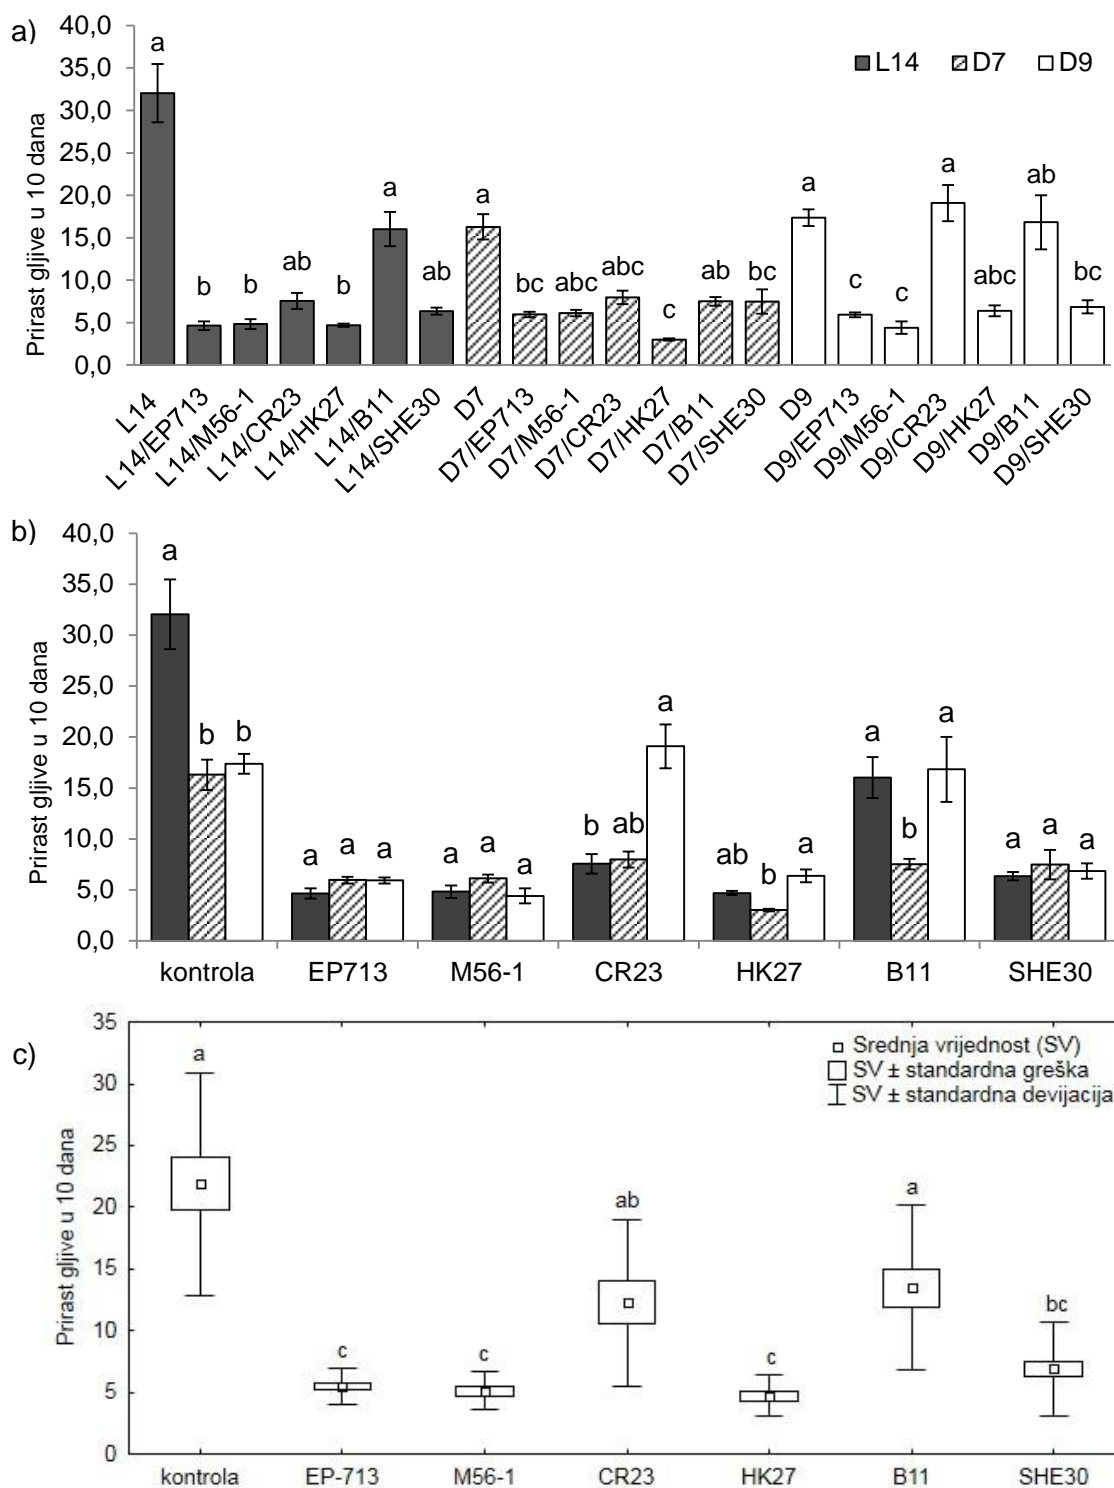 a)
40,0
35,0
30,0
25,0
20,0
15,0
10,0
5,0
0,0
Prirast gljive u 10 dana
L14 D7 D9
a b b ab b a ab a bc abc abc c ab bc a c c a abc ab bc
L14
L14/EP713
L14/M56-1
L14/CR23
L14/HK27
L14/B11
L14/SHE30
D7
D7/EP713
D7/M56-1
D7/CR23
D7/HK27
D7/B11
D7/SHE30
D9
D9/EP713
D9/M56-1
D9/CR23
D9/HK27
D9/B11
D9/SHE30
b)
40,0
35,0
30,0
25,0
20,0
15,0
10,0
5,0
0,0
Prirast gljive u 10 dana
a b b a a a a a a b ab a ab b a a b a a a a
kontrola EP713 M56-1 CR23 HK27 B11 SHE30
c)
35
30
25
20
15
10
5
0
Prirast gljive u 10 dana
Srednja vrijednost (SV)
SV ± standardna greška
SV ± standardna devijacija
a c c ab c a bc
kontrola EP-713 M56-1 CR23 HK27 B11 SHE30